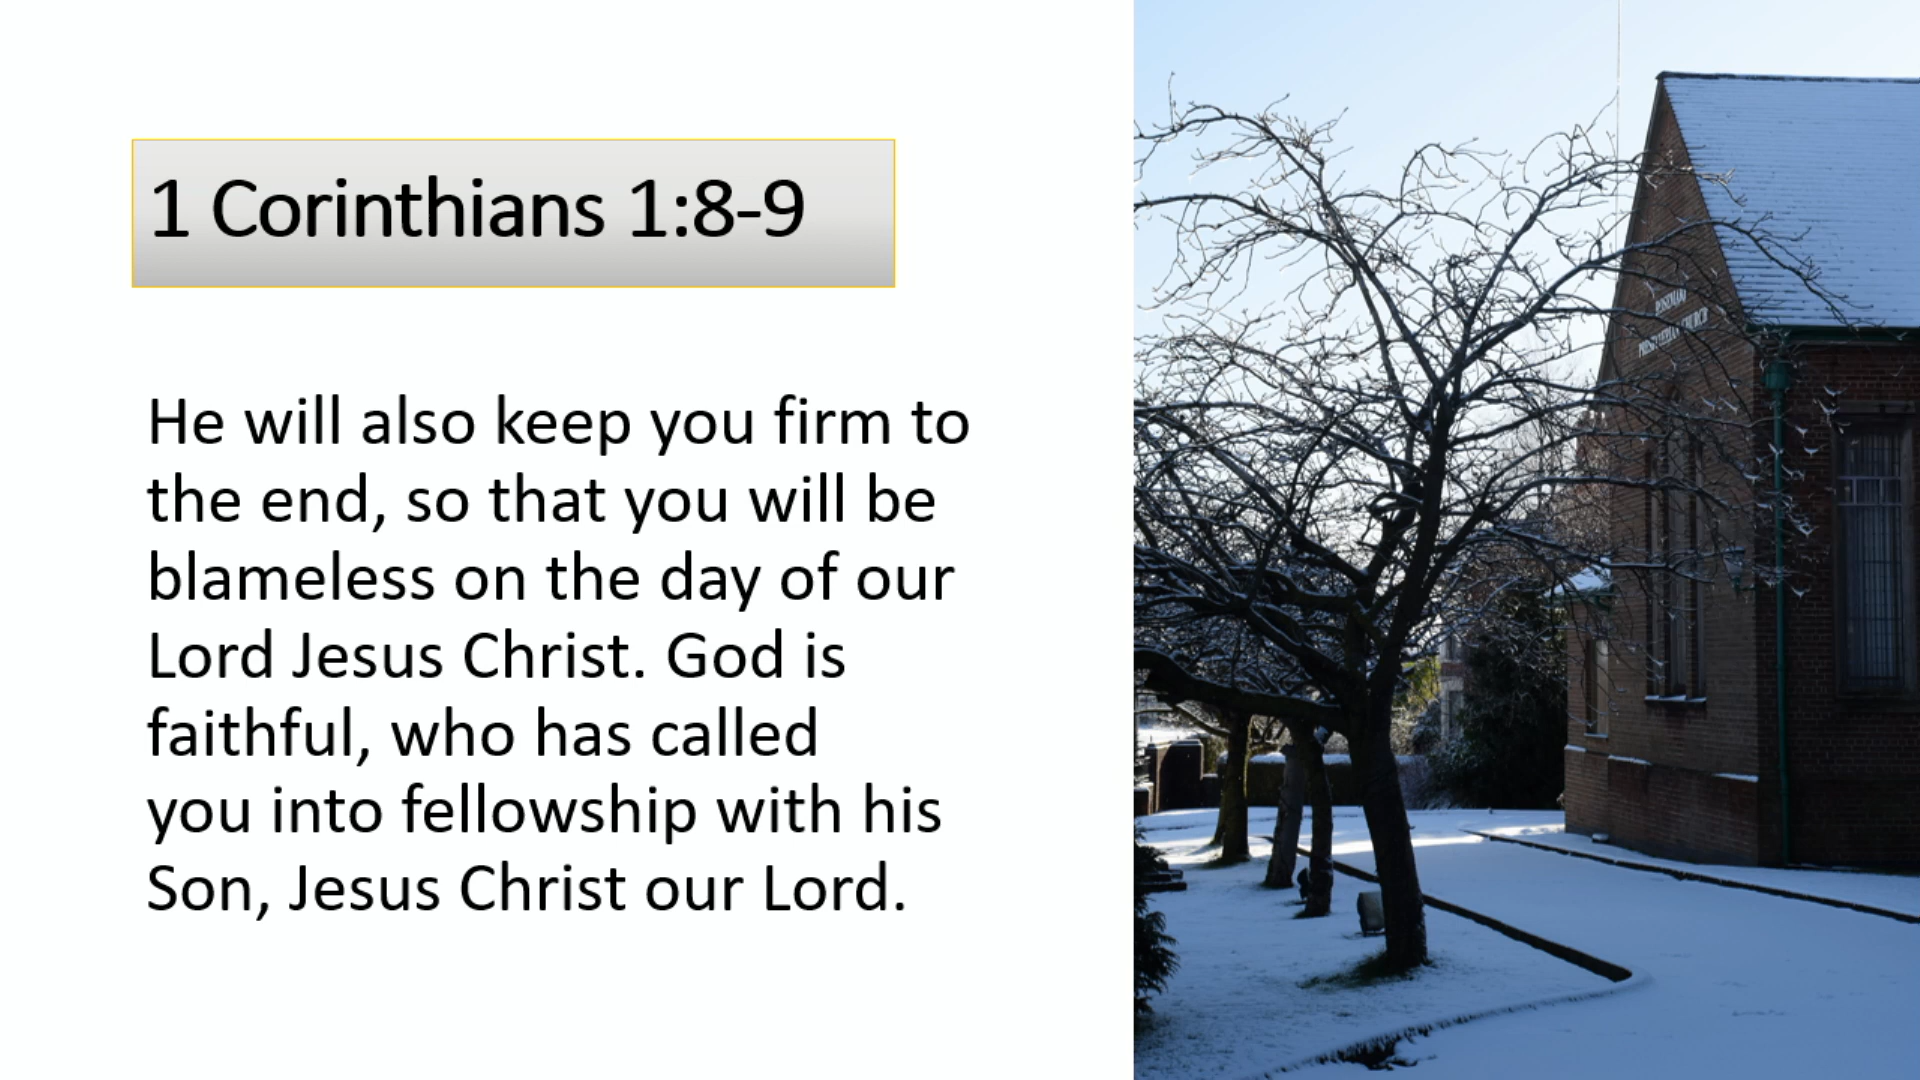 1 Corinthians 1:8-9
He will also keep you firm to
the end, so that you will be
blameless on the day of our
Lord Jesus Christ. God is
faithful, who has called
you into fellowship with his
Son, Jesus Christ our Lord.
PRESBYTERIAN CHURCH